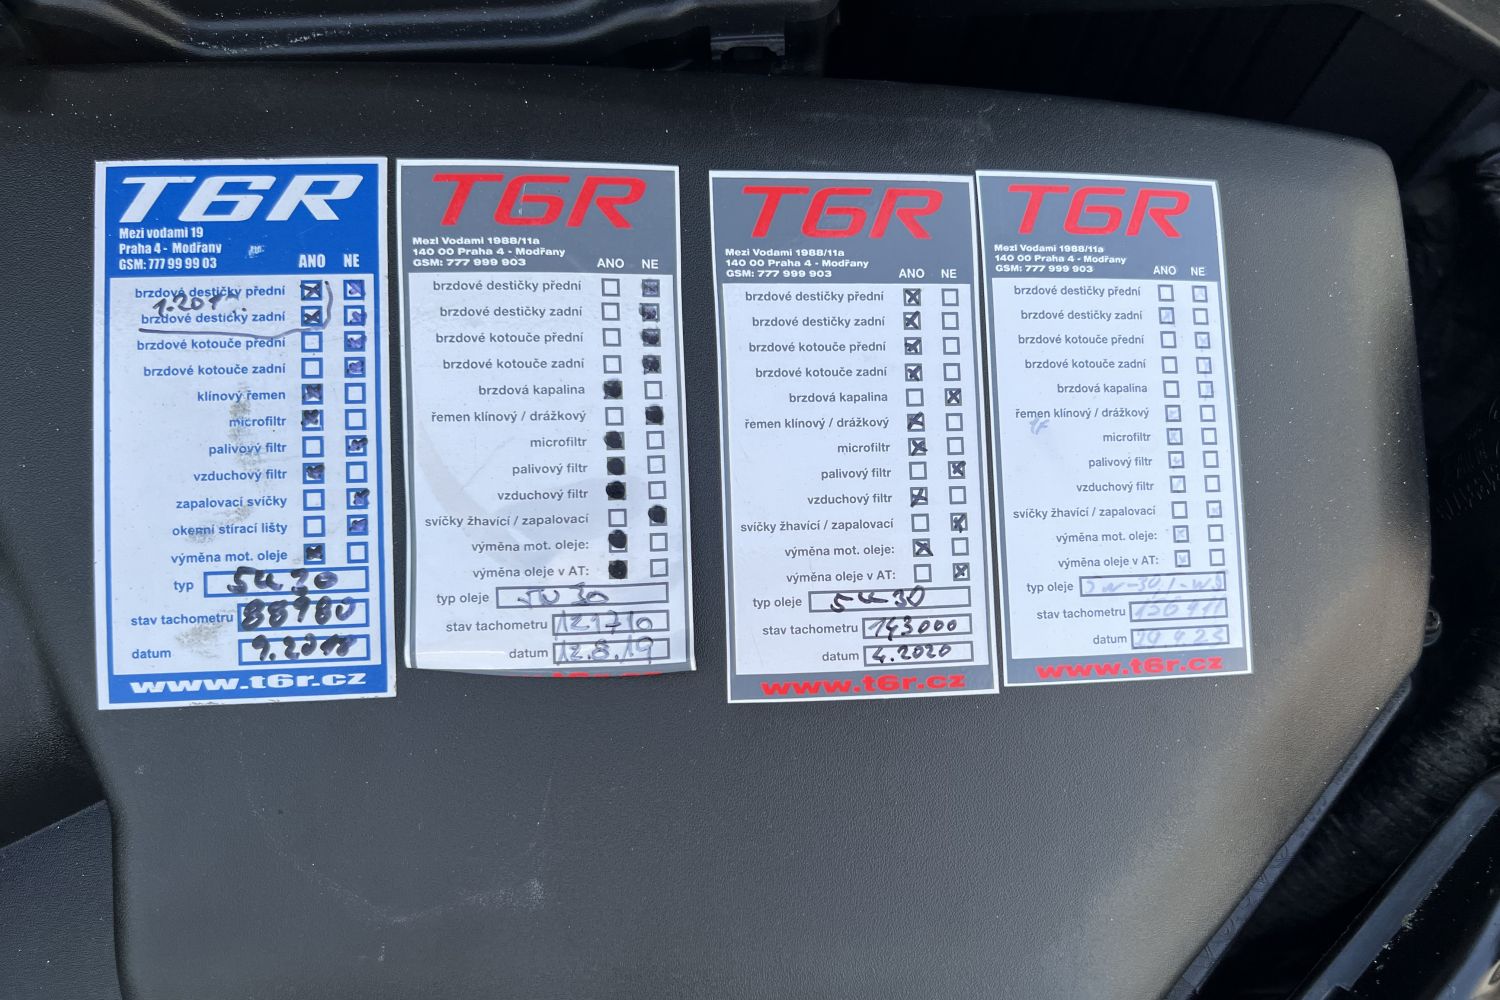 T6R
Mezi vodami 19
Praha 4 - Modřany
GSM: 777 99 99 03
ANO NE
brzdové destičky přední
brzdové destičky zadní
brzdové kotouče přední
brzdové kotouče zadní
klínový řemen
microfiltr
palivový filtr
vzduchový filtr
zapalovací svíčky
okenní stírací lišty
výměna mot. oleje
typ
stav tachometru
datum 9.2018
www.t6r.cz
T6R
Mezi Vodami 1988/11a
140 00 Praha 4 - Modřany
GSM: 777 999 903
ANO NE
brzdové destičky přední
brzdové destičky zadní
brzdové kotouče přední
brzdové kotouče zadní
brzdová kapalina
řemen klínový / drážkový
microfiltr
palivový filtr
vzduchový filtr
svíčky žhavící / zapalovací
výměna mot. oleje:
výměna oleje v AT:
typ oleje 5W30
stav tachometru 121710
datum 12.8.19
T6R
Mezi Vodami 1988/11a
140 00 Praha 4 - Modřany
GSM: 777 999 903
ANO NE
brzdové destičky přední
brzdové destičky zadní
brzdové kotouče přední
brzdové kotouče zadní
brzdová kapalina
řemen klínový / drážkový
microfiltr
palivový filtr
vzduchový filtr
svíčky žhavící / zapalovací
výměna mot. oleje:
výměna oleje v AT:
typ oleje 5W30
stav tachometru 143000
datum 4.2020
www.t6r.cz
T6R
Mezi Vodami 1988/11a
140 00 Praha 4 - Modřany
GSM: 777 999 903
ANO NE
brzdové destičky přední
brzdové destičky zadní
brzdové kotouče přední
brzdové kotouče zadní
brzdová kapalina
řemen klínový / drážkový
microfiltr
palivový filtr
vzduchový filtr
svíčky žhavící / zapalovací
výměna mot. oleje:
výměna oleje v AT:
typ oleje
stav tachometru
datum
www.t6r.cz